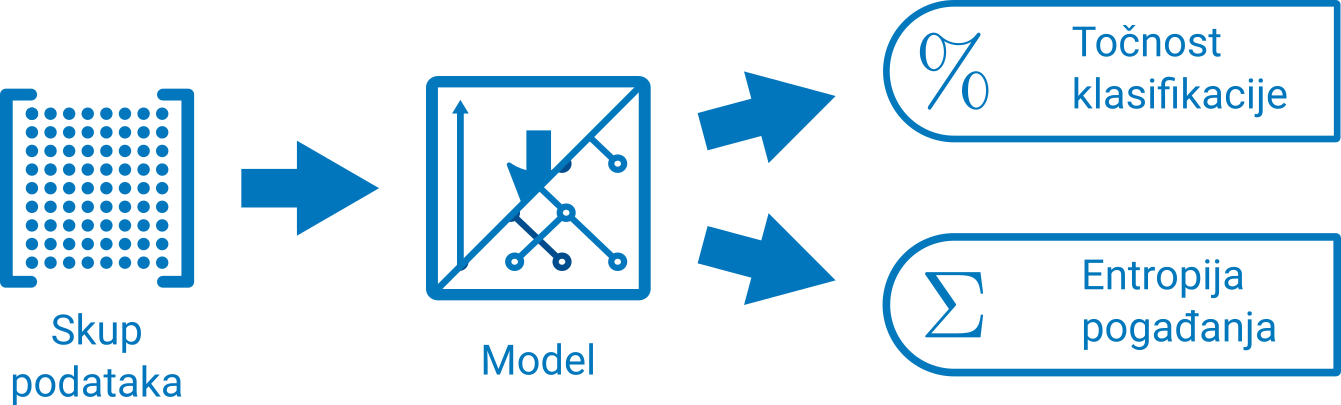 Skup
podataka
Model
%
Točnost
klasifikacije
Σ
Entropija
pogađanja